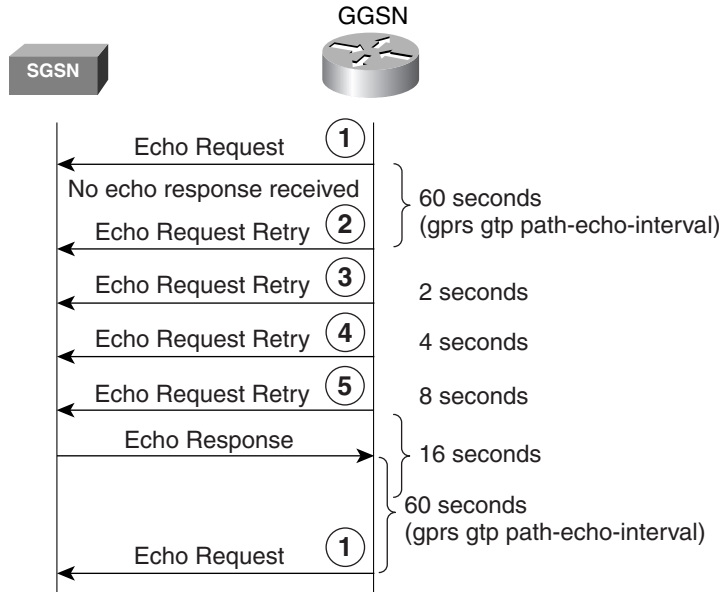 GGSN
SGSN
Echo Request 1
No echo response received
60 seconds
(gprs gtp path-echo-interval)
Echo Request Retry 2
Echo Request Retry 3
2 seconds
Echo Request Retry 4
4 seconds
Echo Request Retry 5
8 seconds
Echo Response
16 seconds
60 seconds
(gprs gtp path-echo-interval)
Echo Request 1